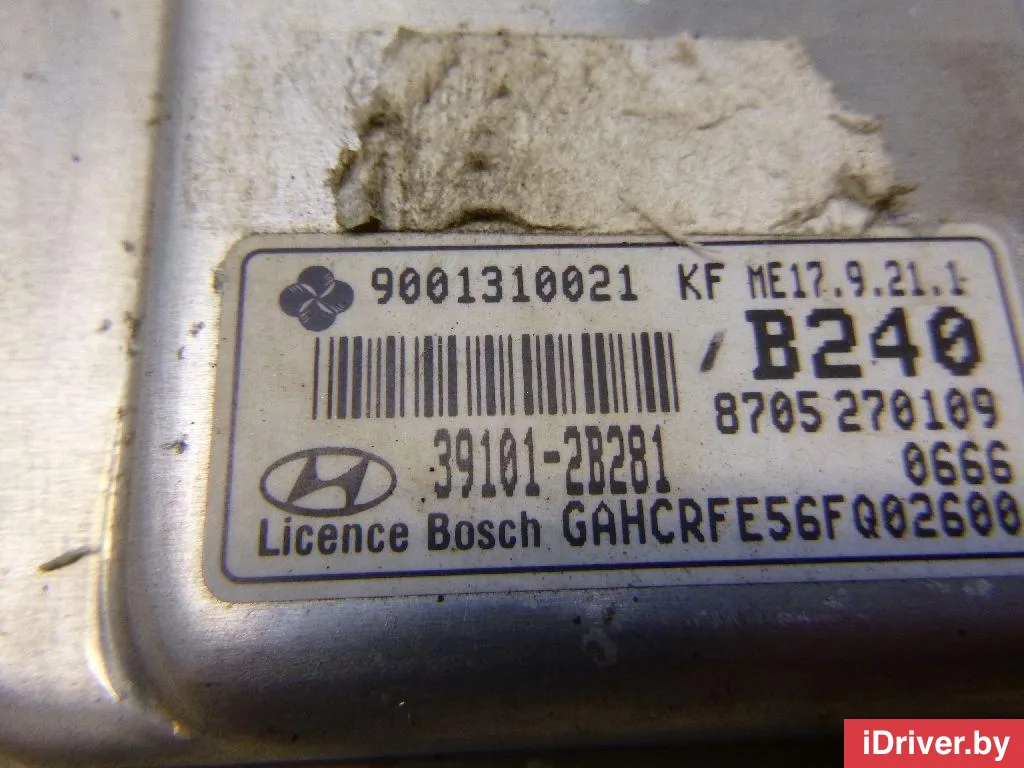 9001310021 KF ME17.9.21.1
B240
8705 270109
39101-2B281
0666
Licence Bosch GAHCRFE56FQ02600
iDriver.by